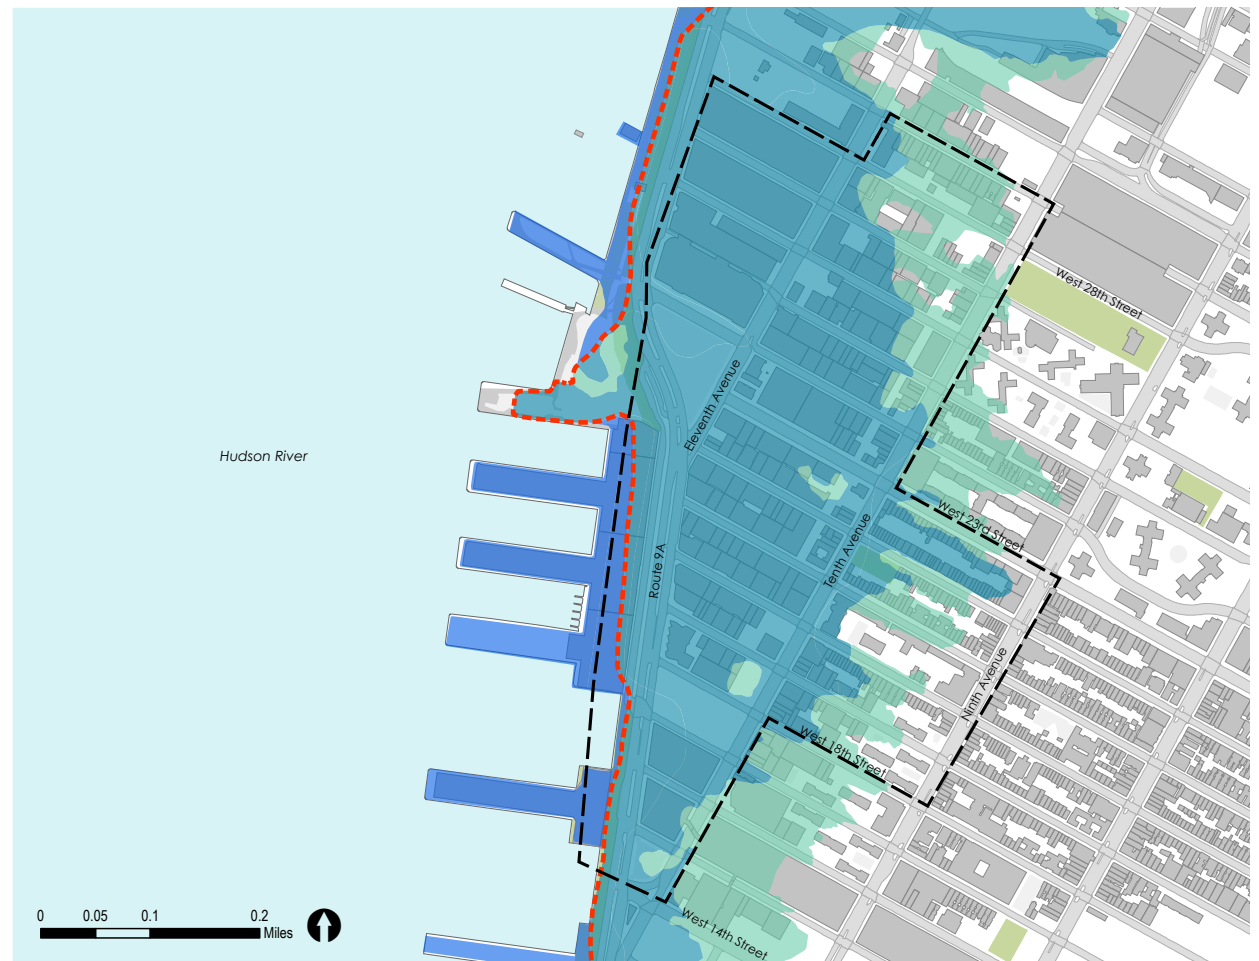 West 28th Street
Eleventh Avenue
Hudson River
West 23rd Street
Tenth Avenue
Route 9A
Ninth Avenue
West 18th Street
West 14th Street
0 0.05 0.1 0.2
Miles